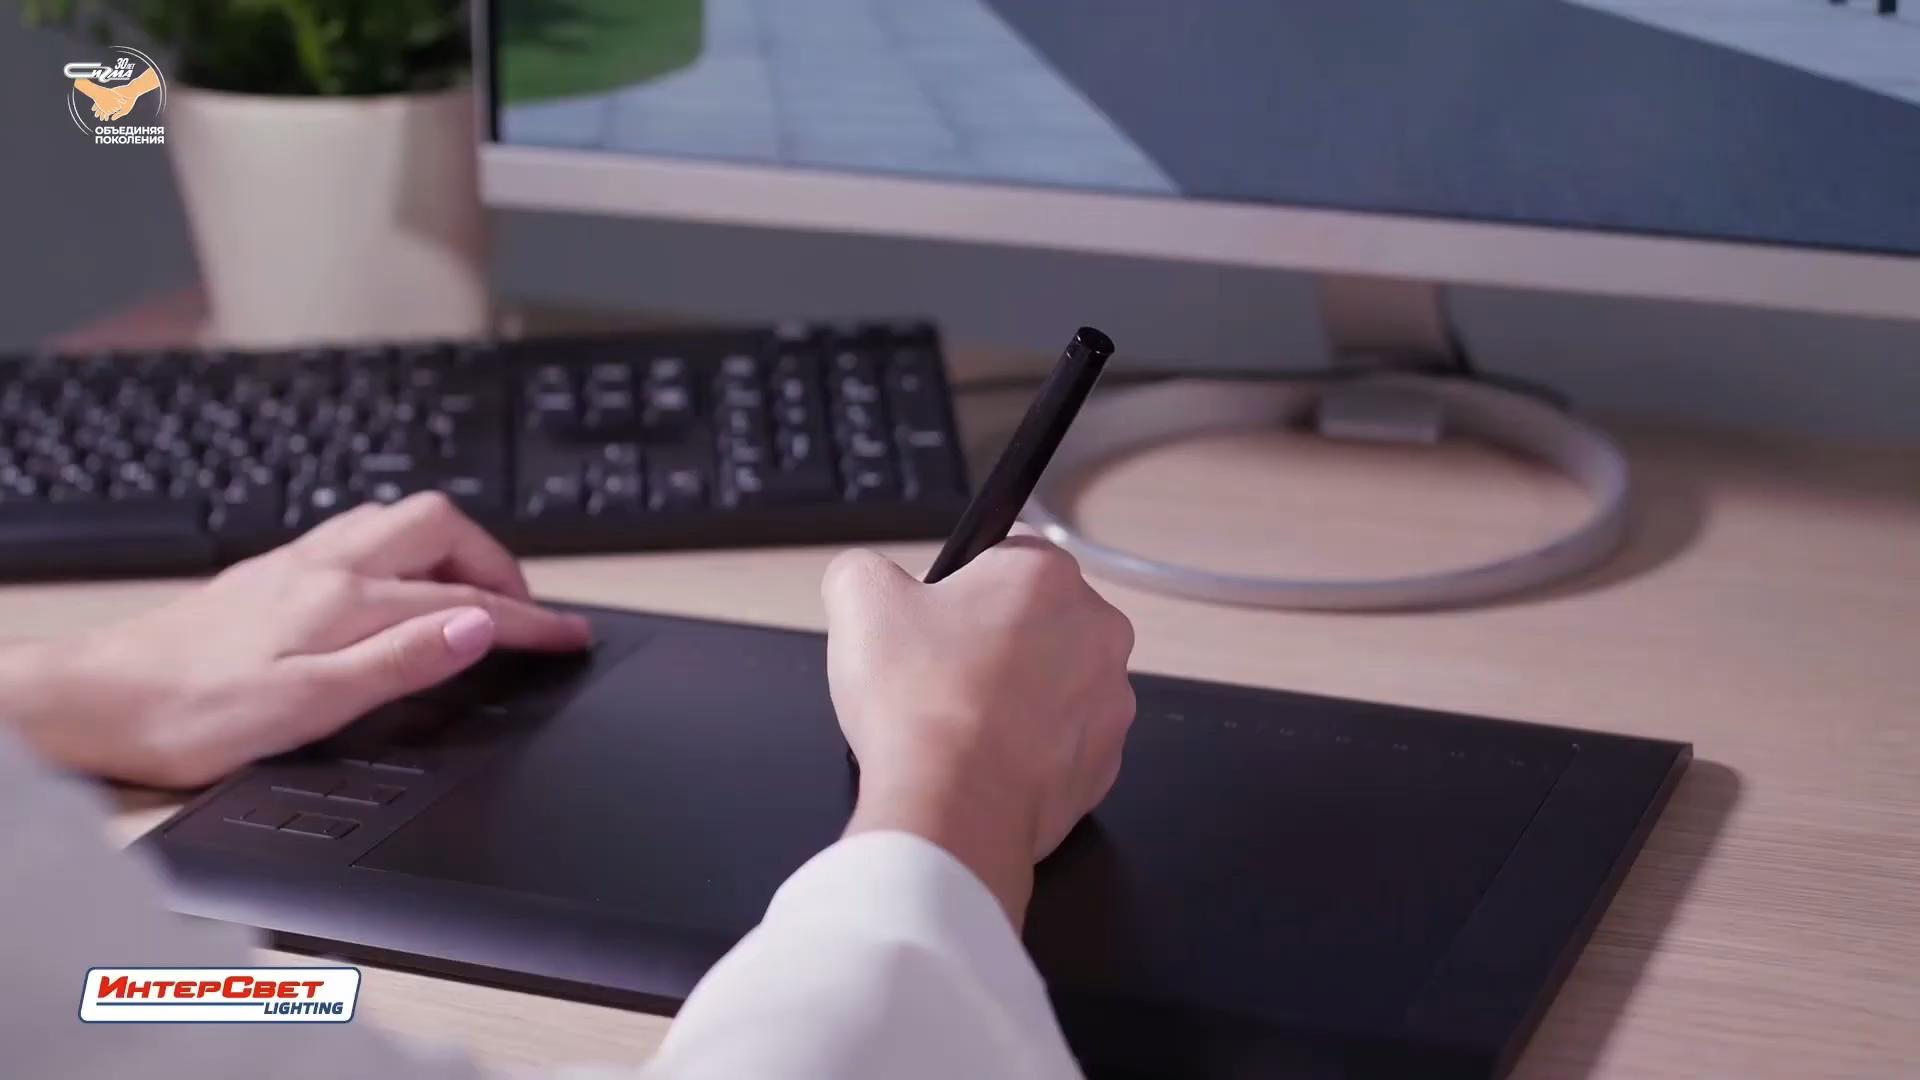 30 ЛЕТ
СИГМА
ОБЪЕДИНЯЯ
ПОКОЛЕНИЯ
ИНТЕРСВЕТ
LIGHTING